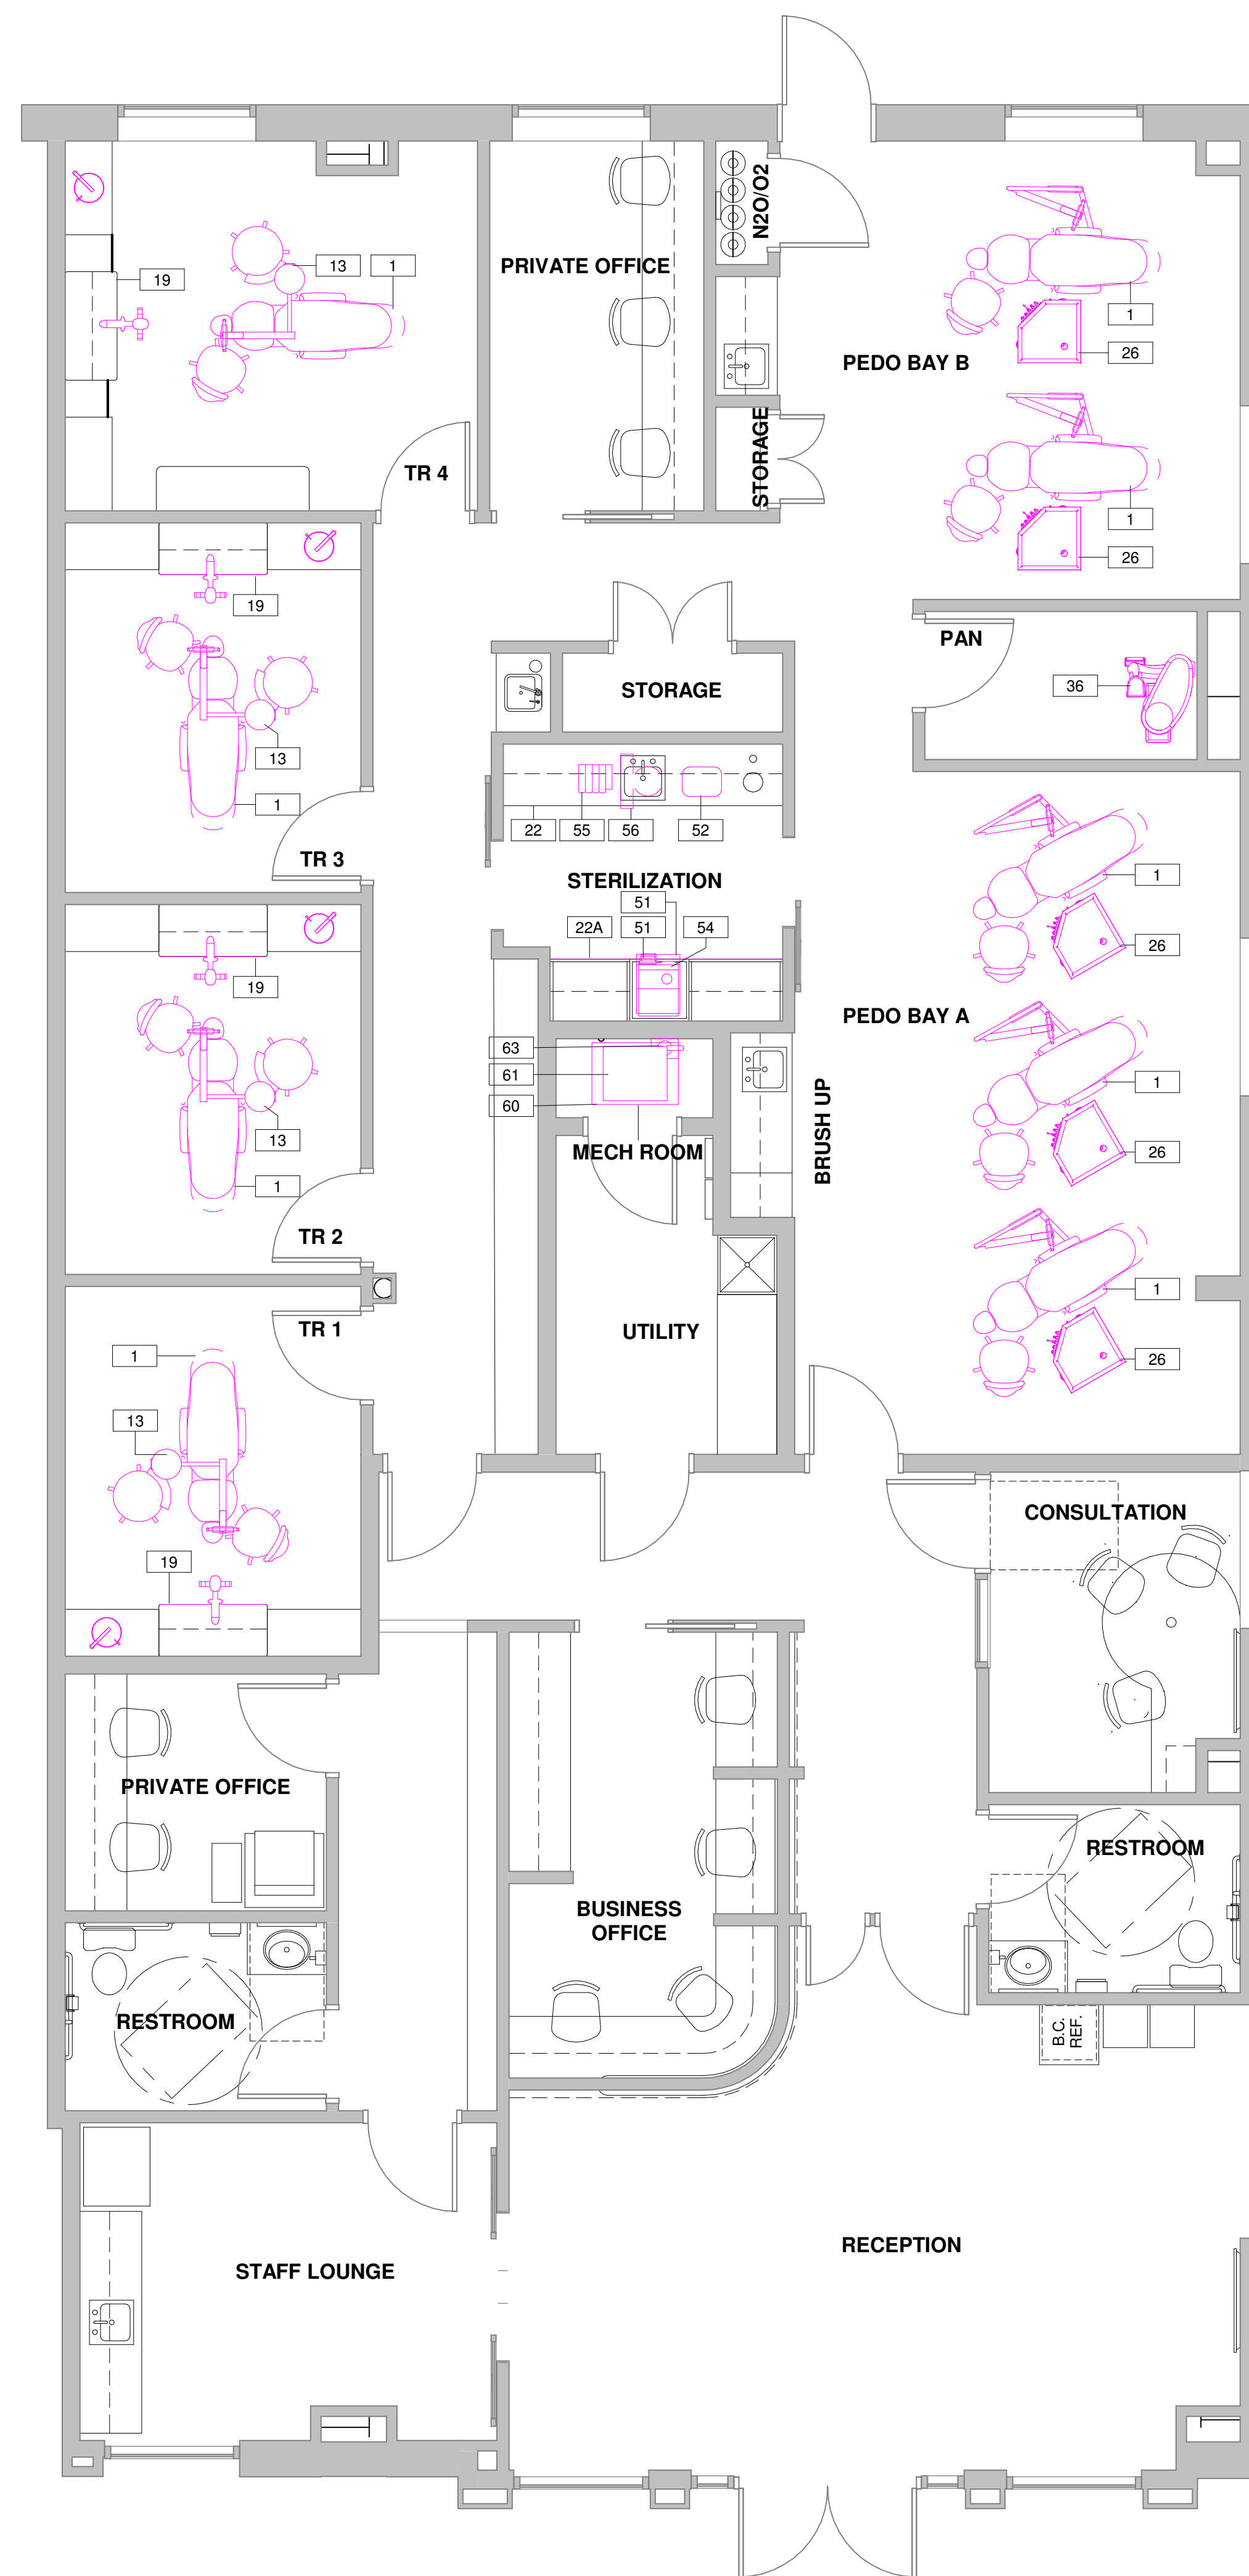 N2O/O2
PRIVATE OFFICE
13
1
19
1
26
PEDO BAY B
TR 4
STORAGE
1
26
19
PAN
36
STORAGE
13
1
22
55
56
52
TR 3
STERILIZATION
1
51
22A
51
54
26
19
PEDO BAY A
63
61
60
1
13
MECH ROOM
BRUSH UP
26
1
TR 2
1
TR 1
UTILITY
1
26
13
CONSULTATION
19
PRIVATE OFFICE
RESTROOM
BUSINESS
OFFICE
RESTROOM
B.C.
REF.
RECEPTION
STAFF LOUNGE